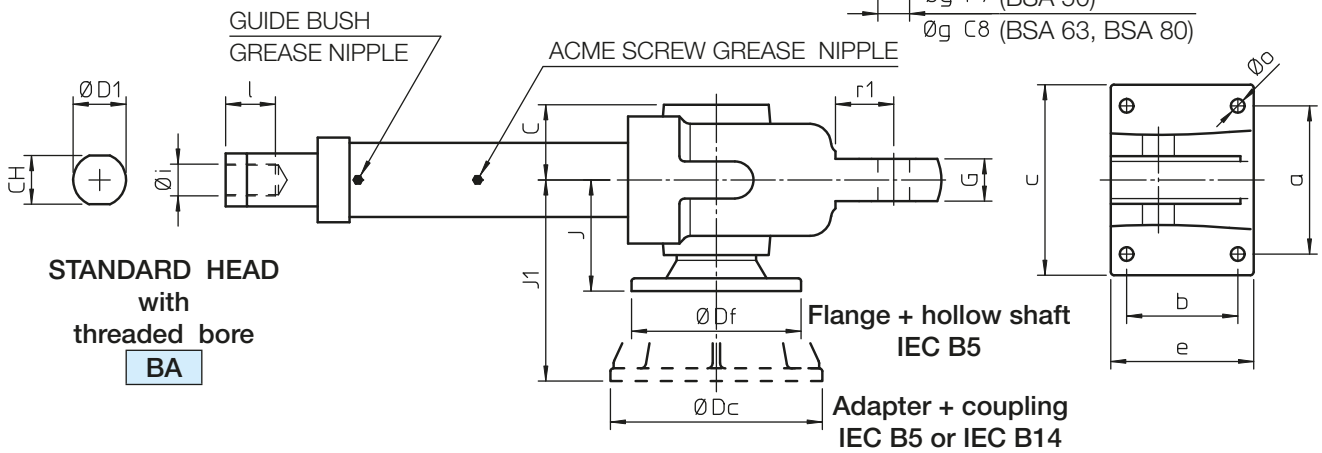 (BSA 50)
Øg C8 (BSA 63, BSA 80)
GUIDE BUSH
GREASE NIPPLE
ACME SCREW GREASE NIPPLE
ØD1
l
CH
Øi
C
r1
G
J
J1
Øo
c
a
b
e
STANDARD HEAD
with
threaded bore
BA
ØDf
Flange + hollow shaft
IEC B5
ØDc
Adapter + coupling
IEC B5 or IEC B14